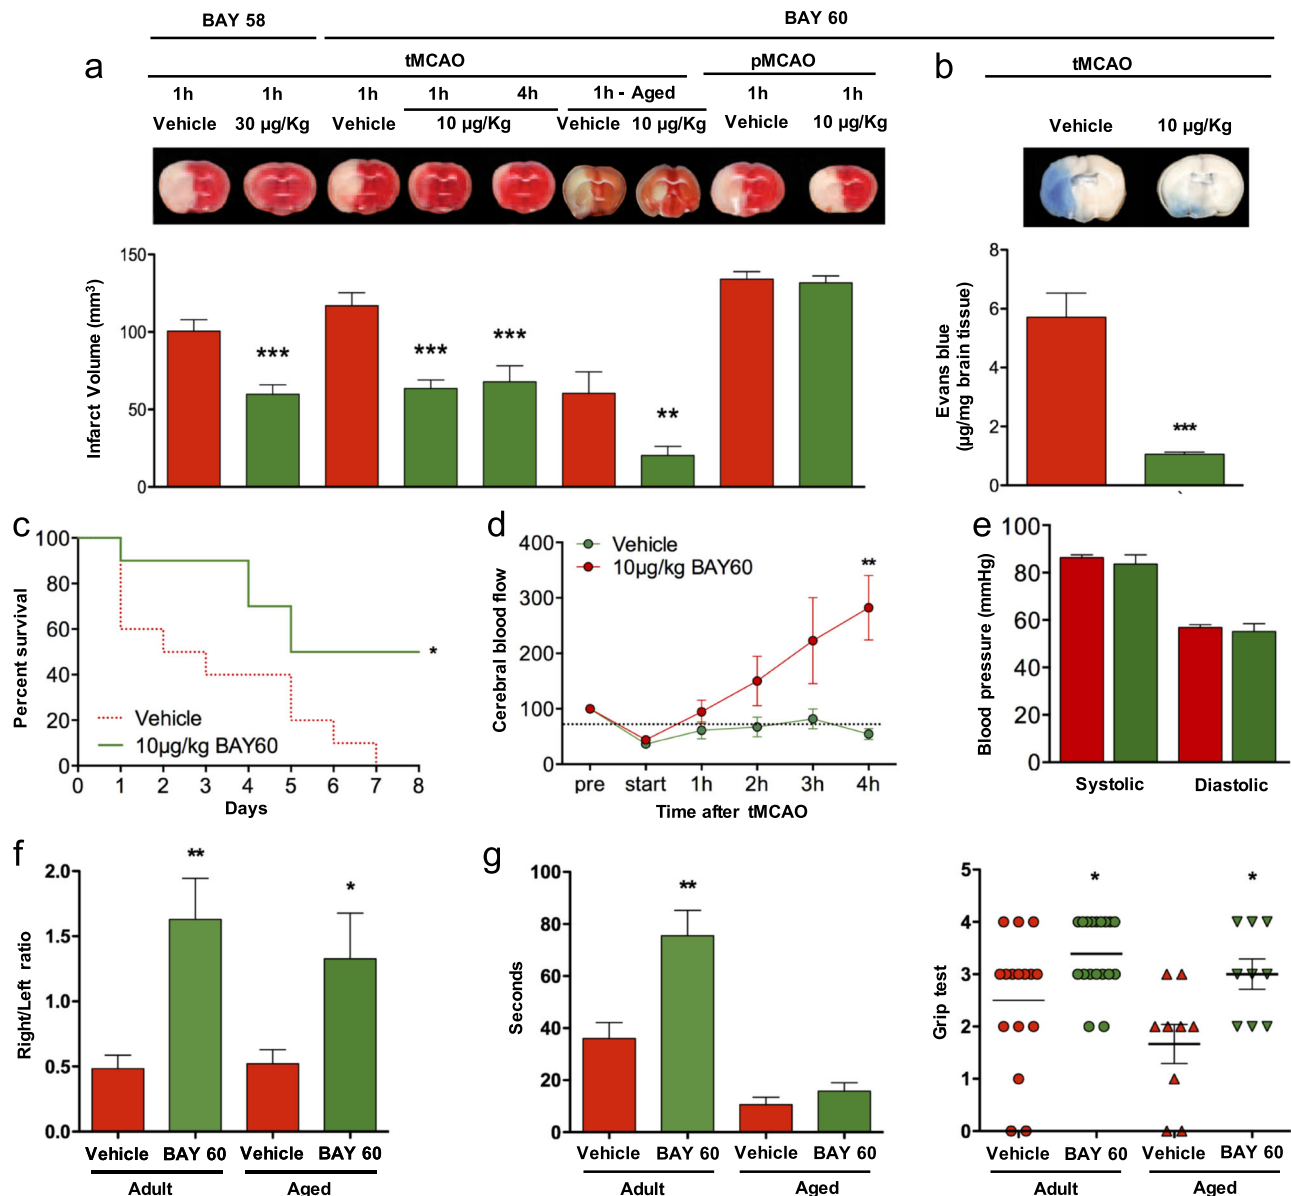 BAY 58
BAY 60
a
tMCAO
pMCAO
1h
1h
1h
1h
4h
1h - Aged
1h
1h
Vehicle
30 µg/Kg
Vehicle
10 µg/Kg
Vehicle
10 µg/Kg
Vehicle
10 µg/Kg
Infarct Volume (mm³)
150
100
50
0
***
***
***
**
b
tMCAO
Vehicle
10 µg/Kg
Evans blue
(µg/mg brain tissue)
8
6
4
2
0
***
c
Percent survival
100
80
60
40
20
0
Vehicle
10µg/kg BAY60
*
0 1 2 3 4 5 6 7 8
Days
d
Cerebral blood flow
400
300
200
100
0
Vehicle
10µg/kg BAY60
**
pre start 1h 2h 3h 4h
Time after tMCAO
e
Blood pressure (mmHg)
100
80
60
40
20
0
Systolic
Diastolic
f
Right/Left ratio
2.0
1.5
1.0
0.5
0.0
**
*
Vehicle BAY 60 Vehicle BAY 60
Adult
Aged
g
Seconds
100
80
60
40
20
0
**
Vehicle BAY 60 Vehicle BAY 60
Adult
Aged
Grip test
5
4
3
2
1
0
*
*
Vehicle BAY 60 Vehicle BAY 60
Adult
Aged